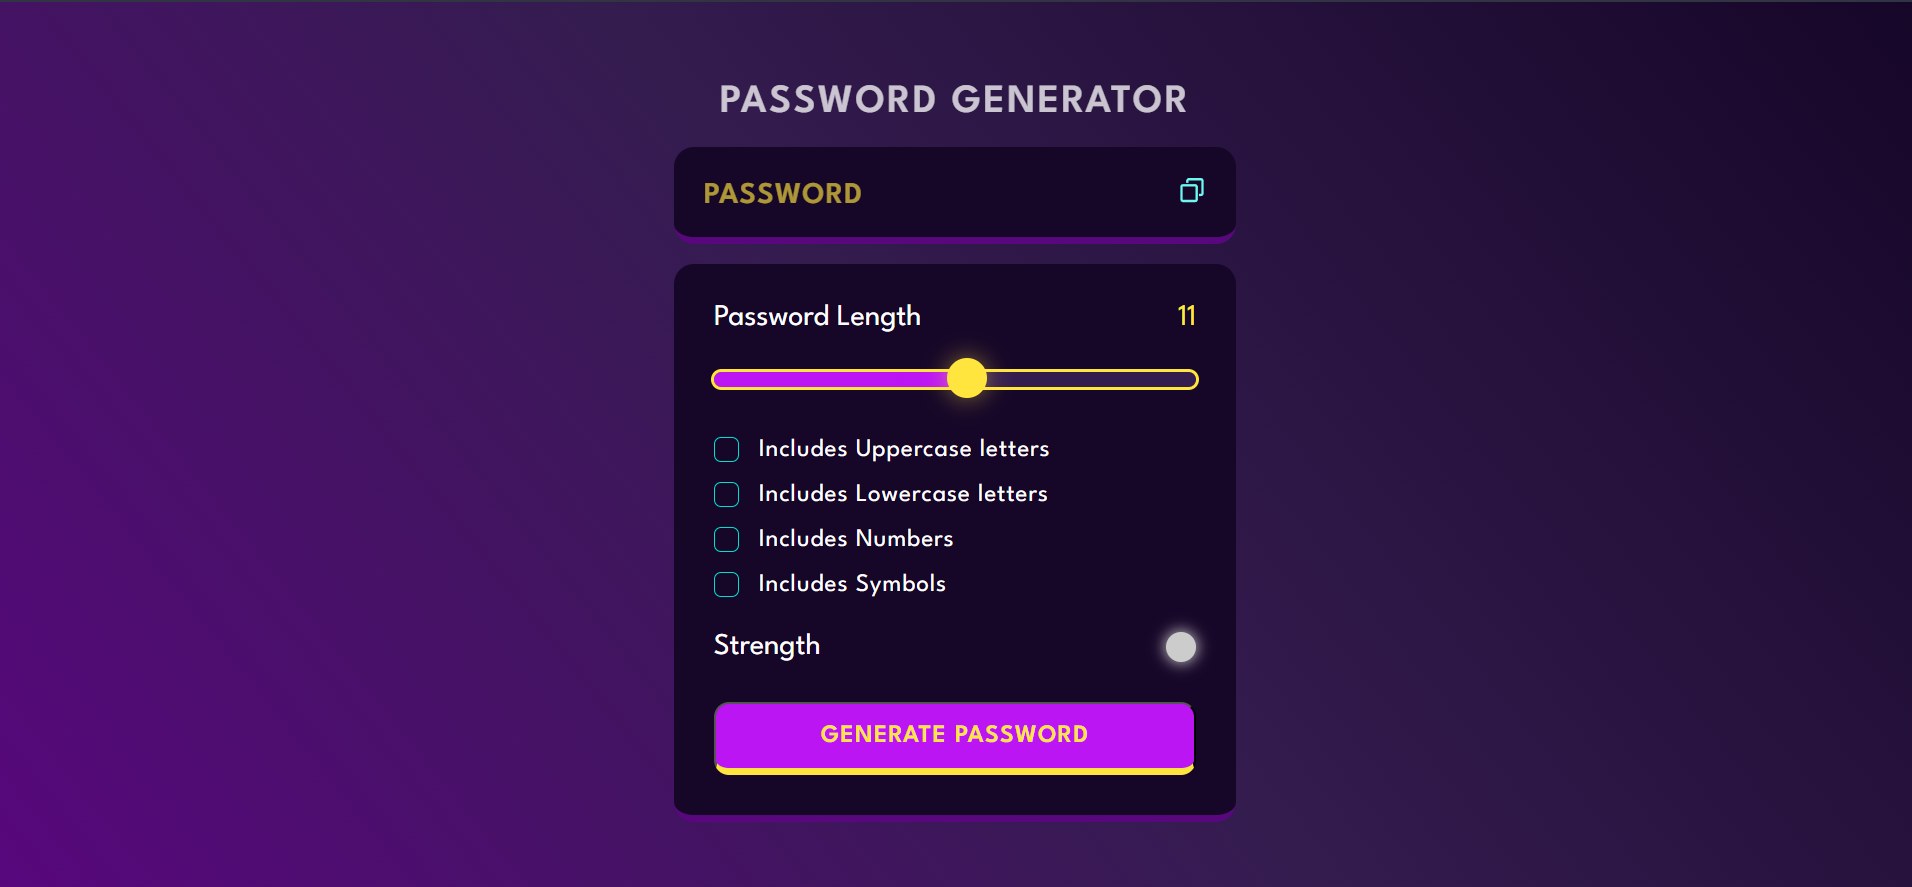 PASSWORD GENERATOR
PASSWORD
Password Length 11
Includes Uppercase letters
Includes Lowercase letters
Includes Numbers
Includes Symbols
Strength
GENERATE PASSWORD